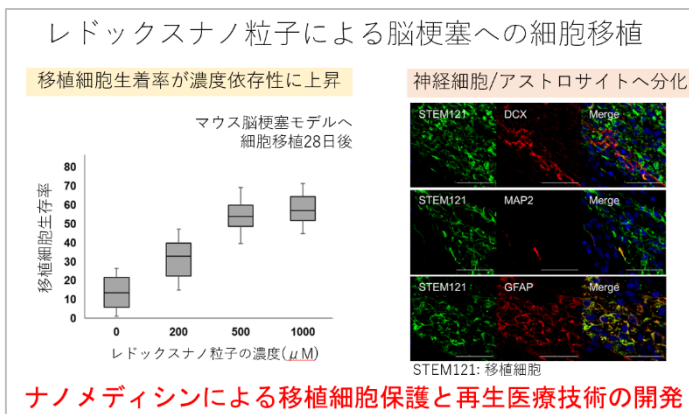 レドックスナノ粒子による脳梗塞への細胞移植
移植細胞生着率が濃度依存性に上昇
マウス脳梗塞モデルへ
細胞移植28日後
移植細胞生存率
80
70
60
50
40
30
20
10
0
0 200 500 1000
レドックスナノ粒子の濃度(μM)
神経細胞/アストロサイトへ分化
STEM121 DCX Merge
STEM121 MAP2 Merge
STEM121 GFAP Merge
STEM121: 移植細胞
ナノメディシンによる移植細胞保護と再生医療技術の開発